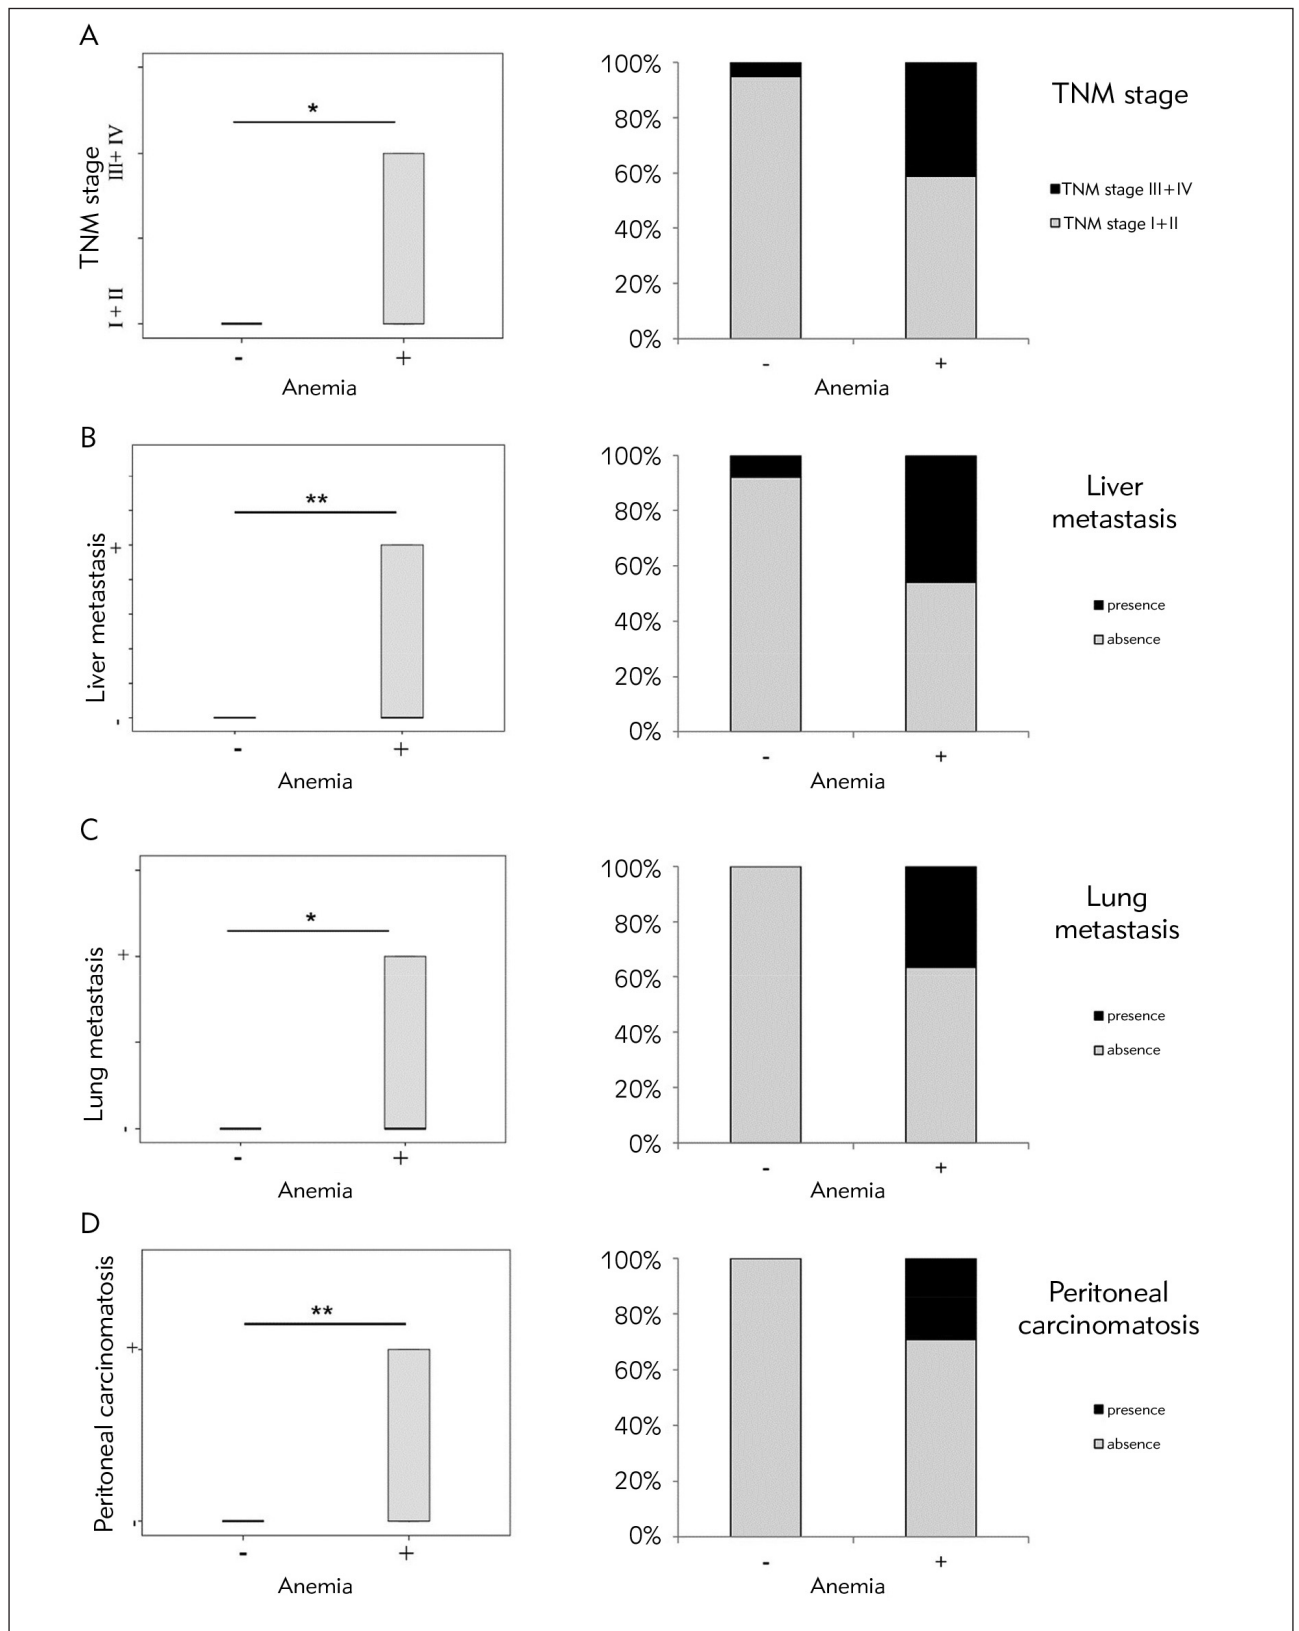 A
*
TNM stage
III+ IV
I + II
-
+
Anemia
100%
80%
60%
40%
20%
0%
-
+
Anemia
TNM stage
TNM stage III+IV
TNM stage I+II
B
**
Liver metastasis
+
-
-
+
Anemia
100%
80%
60%
40%
20%
0%
-
+
Anemia
Liver
metastasis
presence
absence
C
*
Lung metastasis
+
-
-
+
Anemia
100%
80%
60%
40%
20%
0%
-
+
Anemia
Lung
metastasis
presence
absence
D
**
Peritoneal carcinomatosis
+
-
-
+
Anemia
100%
80%
60%
40%
20%
0%
-
+
Anemia
Peritoneal
carcinomatosis
presence
absence